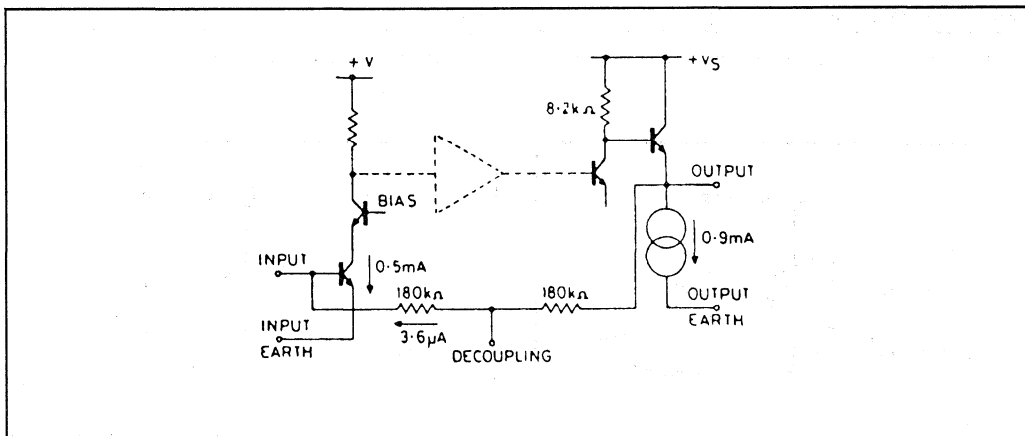 + V
+ VS
8·2kΩ
OUTPUT
BIAS
0·9mA
INPUT
0·5mA
180kΩ
180kΩ
OUTPUT
EARTH
INPUT
EARTH
3·6μA
DECOUPLING